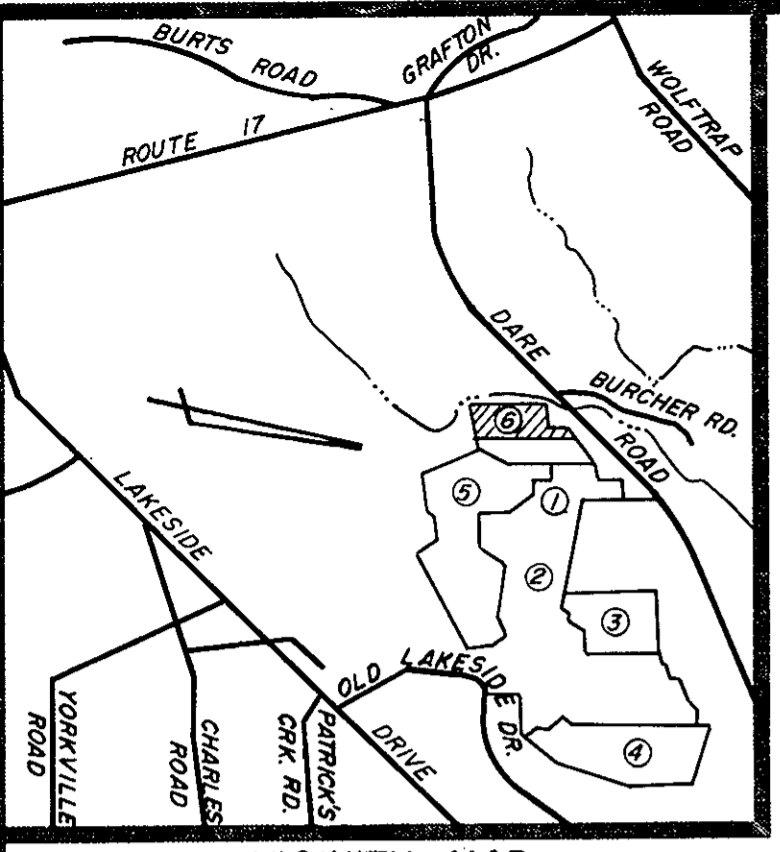 BURTS ROAD
GRAFTON DR.
WOLFTRAP ROAD
ROUTE 17
DARE ROAD
BURCHER RD.
6
5
1
2
3
4
LAKESIDE DRIVE
OLD LAKESIDE DR.
YORKVILLE ROAD
CHARLES ROAD
PATRICK'S CRK. RD.